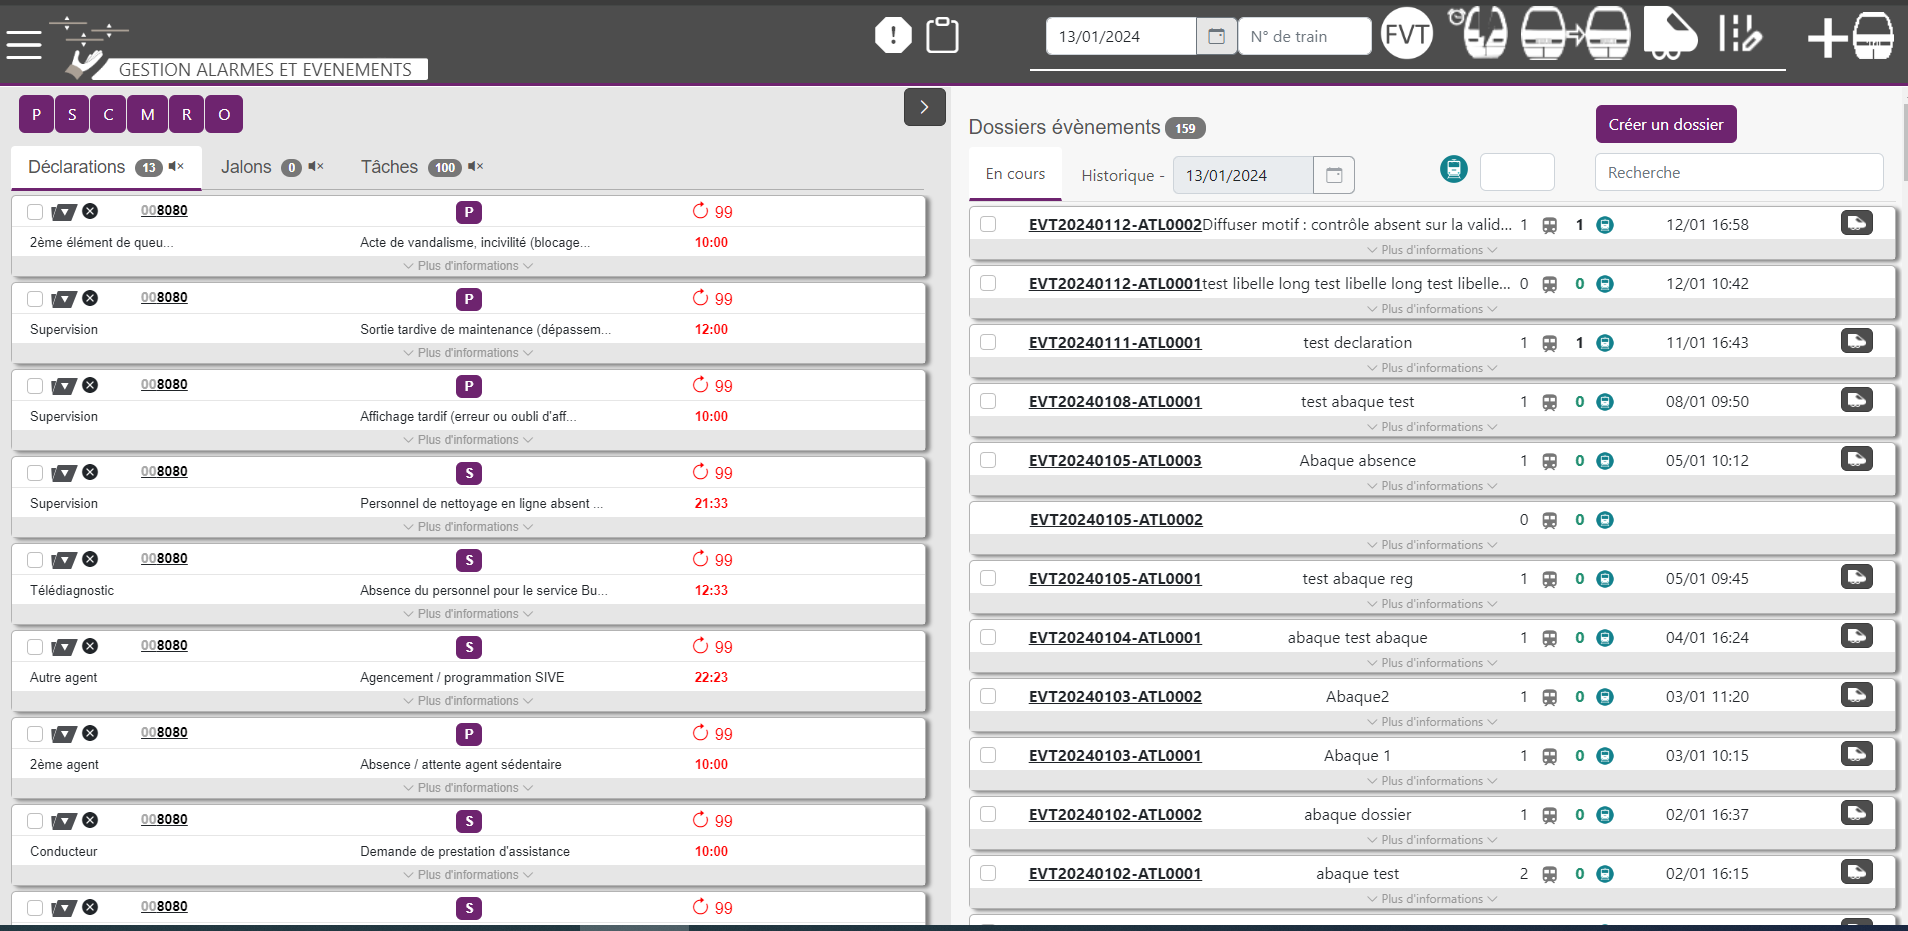 GESTION ALARMES ET EVENEMENTS
13/01/2024 N° de train FVT
P S C M R O
Déclarations 13 Jalons 0 Tâches 100
008080 P 99
2ème élément de queu... Acte de vandalisme, incivilité (blocage... 10:00
Plus d'informations
008080 P 99
Supervision Sortie tardive de maintenance (dépassem... 12:00
Plus d'informations
008080 P 99
Supervision Affichage tardif (erreur ou oubli d'aff... 10:00
Plus d'informations
008080 S 99
Supervision Personnel de nettoyage en ligne absent ... 21:33
Plus d'informations
008080 S 99
Télédiagnostic Absence du personnel pour le service Bu... 12:33
Plus d'informations
008080 S 99
Autre agent Agencement / programmation SIVE 22:23
Plus d'informations
008080 P 99
2ème agent Absence / attente agent sédentaire 10:00
Plus d'informations
008080 S 99
Conducteur Demande de prestation d'assistance 10:00
Plus d'informations
008080 S 99
Dossiers évènements 159 Créer un dossier
En cours Historique - 13/01/2024 Recherche
EVT20240112-ATL0002 Diffuser motif : contrôle absent sur la valid... 1 1 12/01 16:58
Plus d'informations
EVT20240112-ATL0001 test libelle long test libelle long test libelle... 0 0 12/01 10:42
Plus d'informations
EVT20240111-ATL0001 test declaration 1 1 11/01 16:43
Plus d'informations
EVT20240108-ATL0001 test abaque test 1 0 08/01 09:50
Plus d'informations
EVT20240105-ATL0003 Abaque absence 1 0 05/01 10:12
Plus d'informations
EVT20240105-ATL0002 0 0
Plus d'informations
EVT20240105-ATL0001 test abaque reg 1 0 05/01 09:45
Plus d'informations
EVT20240104-ATL0001 abaque test abaque 1 0 04/01 16:24
Plus d'informations
EVT20240103-ATL0002 Abaque2 1 0 03/01 11:20
Plus d'informations
EVT20240103-ATL0001 Abaque 1 1 0 03/01 10:15
Plus d'informations
EVT20240102-ATL0002 abaque dossier 1 0 02/01 16:37
Plus d'informations
EVT20240102-ATL0001 abaque test 2 0 02/01 16:15
Plus d'informations